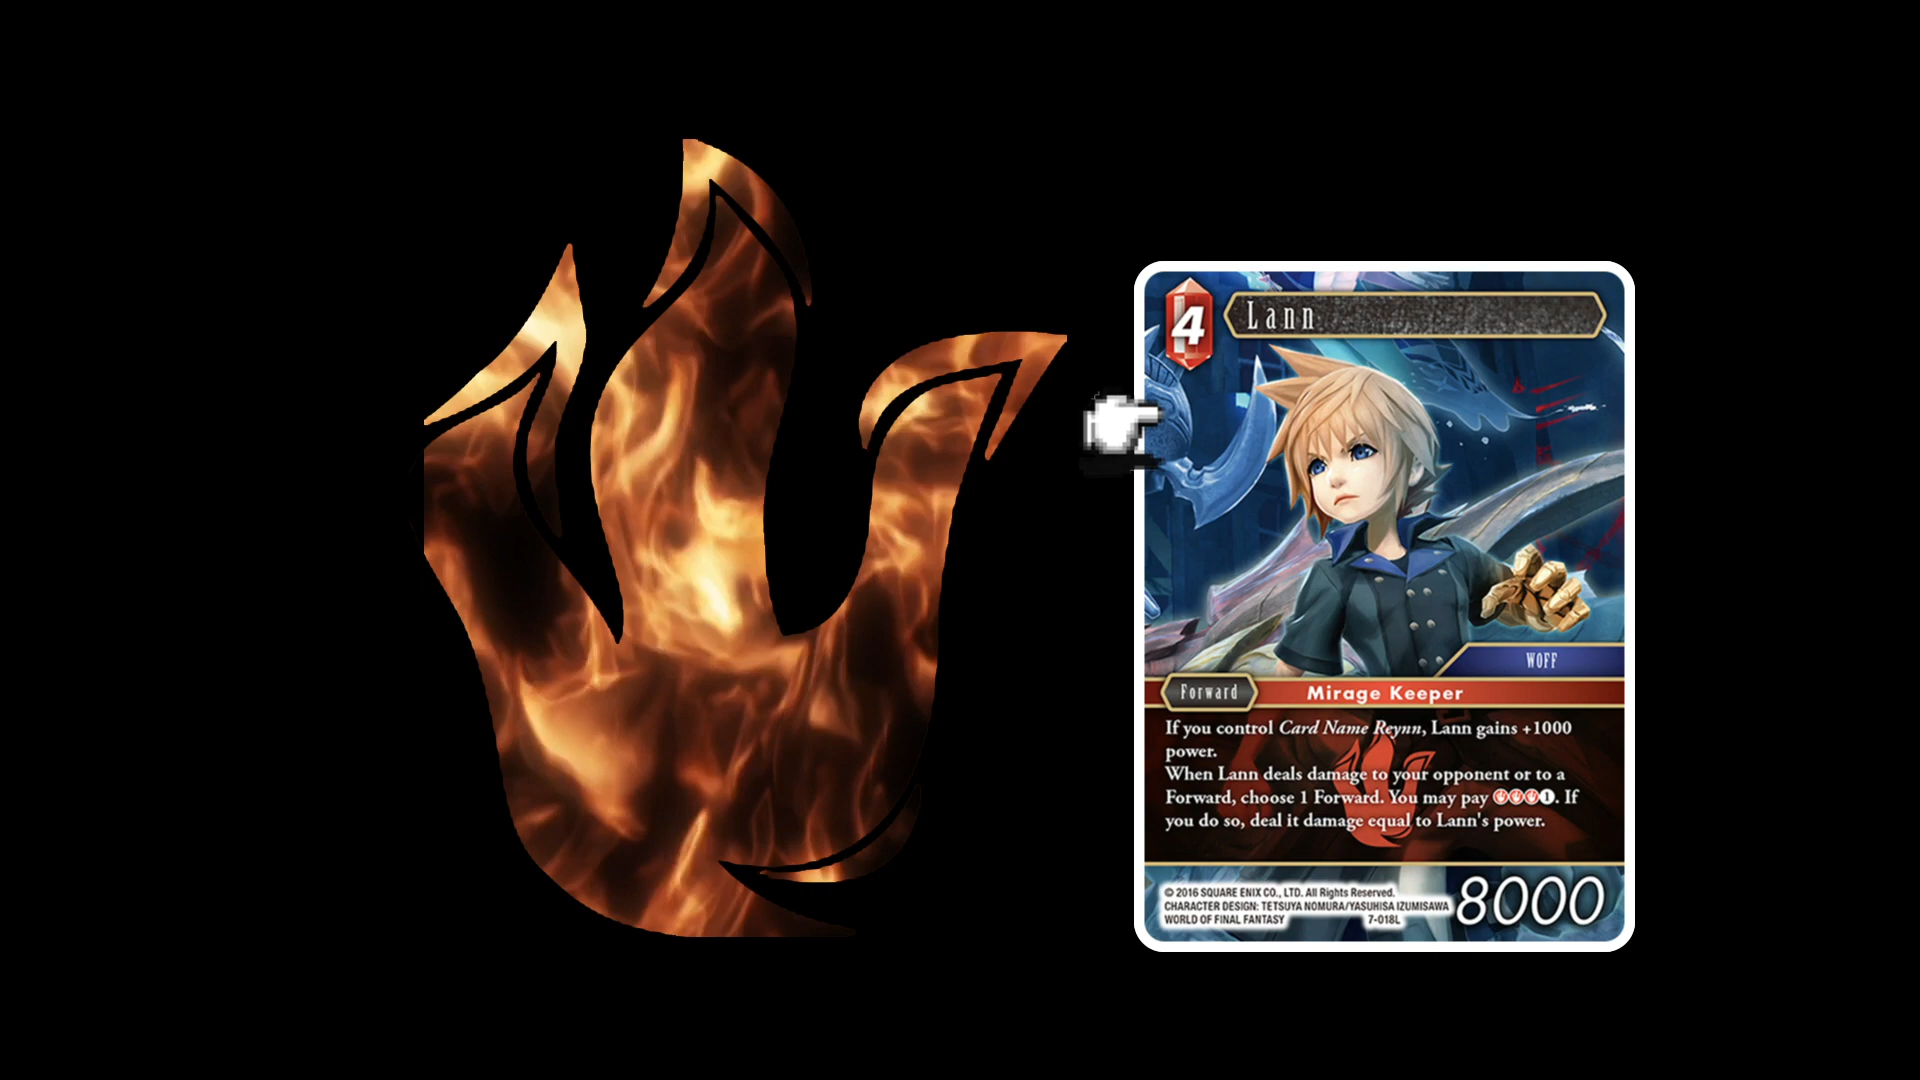 4
Lann
WOFF
Forward
Mirage Keeper
If you control Card Name Reynn, Lann gains +1000
power.
When Lann deals damage to your opponent or to a
Forward, choose 1 Forward. You may pay 1. If
you do so, deal it damage equal to Lann's power.
© 2016 SQUARE ENIX CO., LTD. All Rights Reserved.
CHARACTER DESIGN: TETSUYA NOMURA/YASUHISA IZUMISAWA
WORLD OF FINAL FANTASY 7-018L
8000